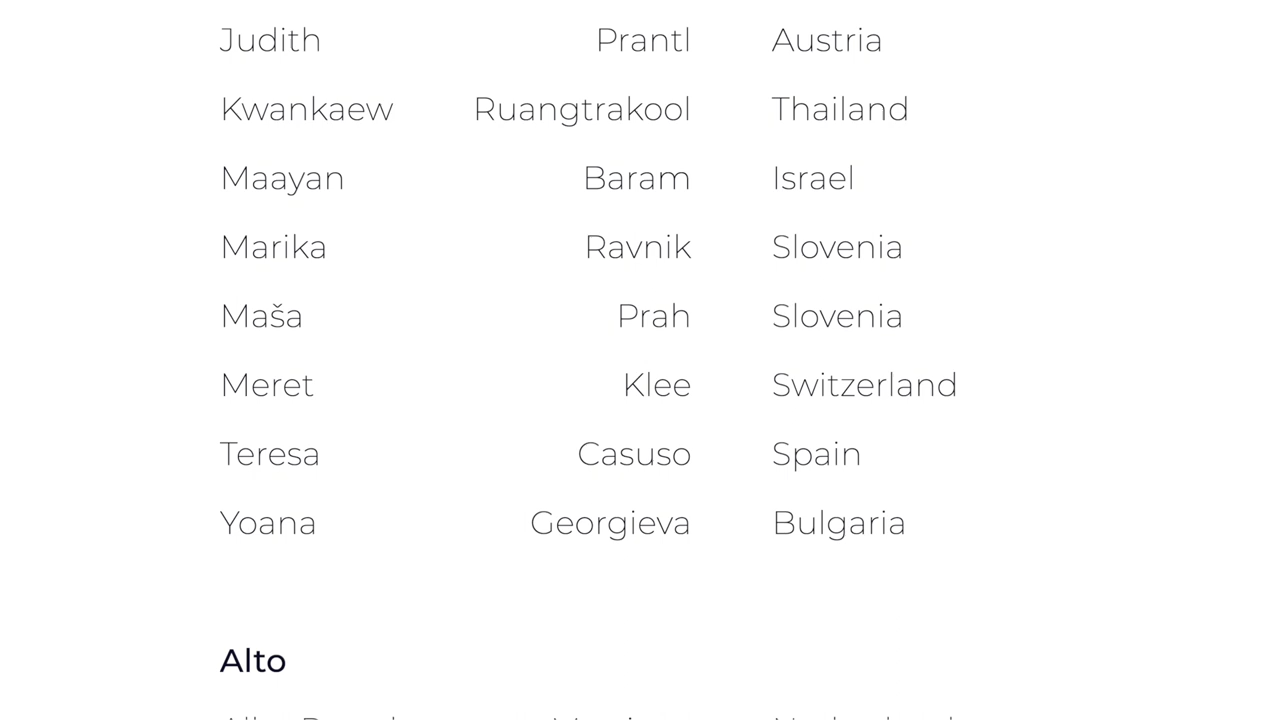 Judith Prantl Austria
Kwankaew Ruangtrakool Thailand
Maayan Baram Israel
Marika Ravnik Slovenia
Maša Prah Slovenia
Meret Klee Switzerland
Teresa Casuso Spain
Yoana Georgieva Bulgaria
Alto